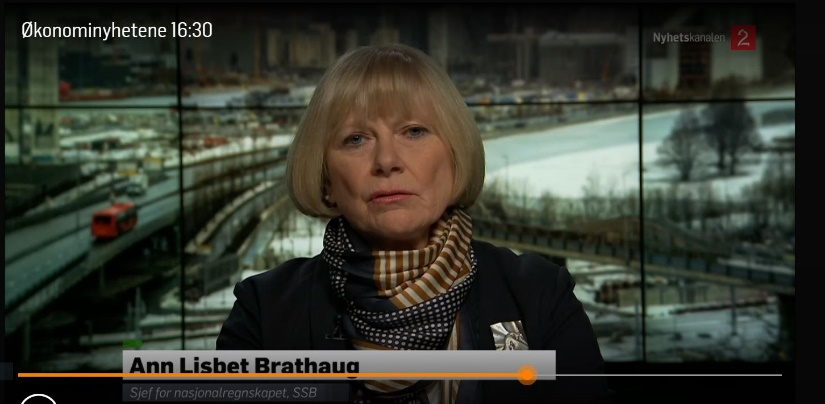 Økonominyhetene 16:30
Nyhetskanalen 2
Ann Lisbet Brathaug
Sjef for nasjonalregnskapet, SSB